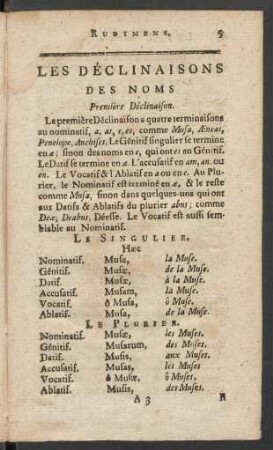 RUDIMENS. 5
LES DÉCLINAISONS
DES NOMS
Premiére Déclinaison.
La premiére Déclinaison a quatre terminaisons
au nominatif, a, as, e, es, comme Musa, Æneas,
Penelope, Anchises. Le Génitif singulier se termine
en æ; sinon des noms en e, qui ont es au Génitif.
Le Datif se termine en æ. L'accusatif en am, an, ou
en. Le Vocatif & l'Ablatif en a ou en e. Au Plu-
rier, le Nominatif est terminé en æ, & le reste
comme Musa, sinon dans quelques-uns qui ont
aux Datifs & Ablatifs du plurier abus; comme
Deæ, Deabus, Déesse. Le Vocatif est aussi sem-
blable au Nominatif.
LE SINGULIER.
Hæc
Nominatif. Musa, la Muse.
Génitif. Musæ, de la Muse.
Datif. Musæ, à la Muse.
Accusatif. Musam, la Muse.
Vocatif. ô Musa, ô Muse.
Ablatif. Musa, de la Muse.
LE PLURIER.
Nominatif. Musæ, les Muses.
Génitif. Musarum, des Muses.
Datif. Musis, aux Muses.
Accusatif. Musas, les Muses
Vocatif. ô Musæ, ô Muses.
Ablatif. Musis, des Muses.
A 3 R